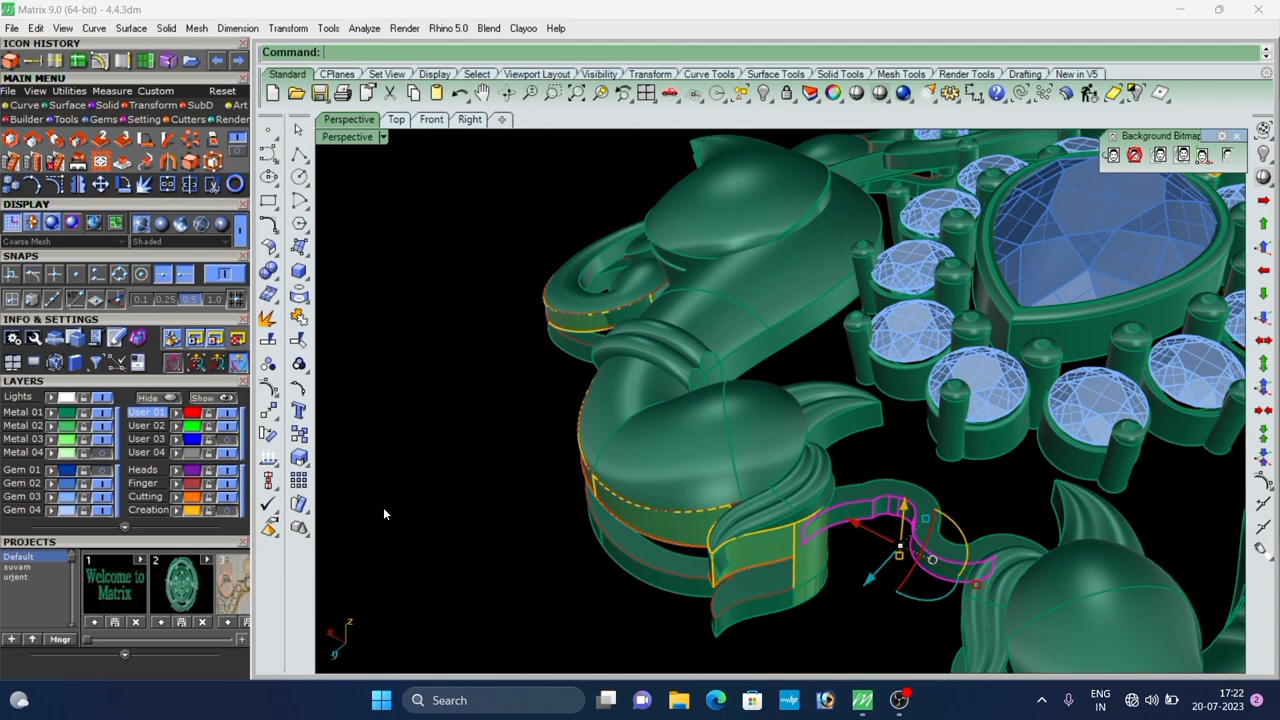 Matrix 9.0 (64-bit) - 4.4.3dm
File Edit View Curve Surface Solid Mesh Dimension Transform Tools Analyze Render Rhino 5.0 Blend Clayoo Help
ICON HISTORY
Command:
Standard CPlanes Set View Display Select Viewport Layout Visibility Transform Curve Tools Surface Tools Solid Tools Mesh Tools Render Tools Drafting New in V5
MAIN MENU
File View Utilities Measure Custom Reset
Curve Surface Solid Transform SubD Art
Builder Tools Gems Setting Cutters Render
Perspective Top Front Right
Perspective
Background Bitmap
DISPLAY
Coarse Mesh Shaded
SNAPS
0.1 0.25 0.5 1.0
INFO & SETTINGS
LAYERS
Lights Hide Show
Metal 01 User 01
Metal 02 User 02
Metal 03 User 03
Metal 04 User 04
Gem 01 Heads
Gem 02 Finger
Gem 03 Cutting
Gem 04 Creation
PROJECTS
Default
suvam
urjent
1 2 3
Welcome to Matrix
Mngr
z
x
y
Search
ENG
IN
17:22
20-07-2023
2